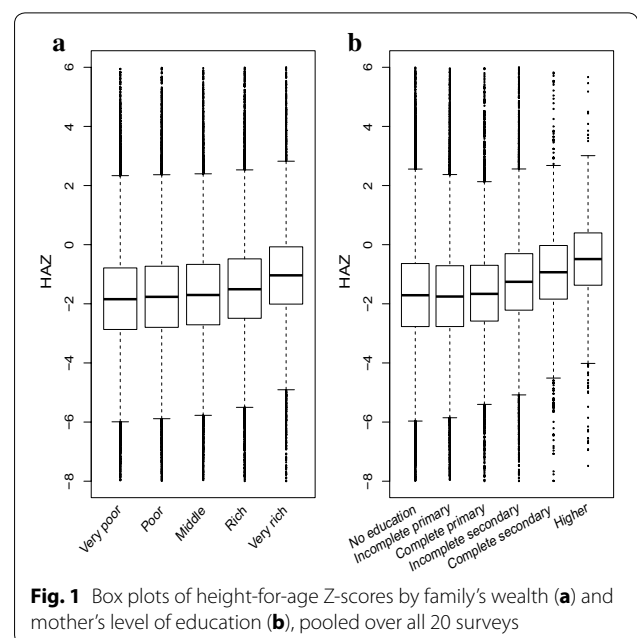 a
b
HAZ
6
4
2
0
−2
−4
−6
−8
Very poor
Poor
Middle
Rich
Very rich
HAZ
6
4
2
0
−2
−4
−6
−8
No education
Incomplete primary
Complete primary
Incomplete secondary
Complete secondary
Higher
Fig. 1 Box plots of height-for-age Z-scores by family's wealth (a) and
mother's level of education (b), pooled over all 20 surveys